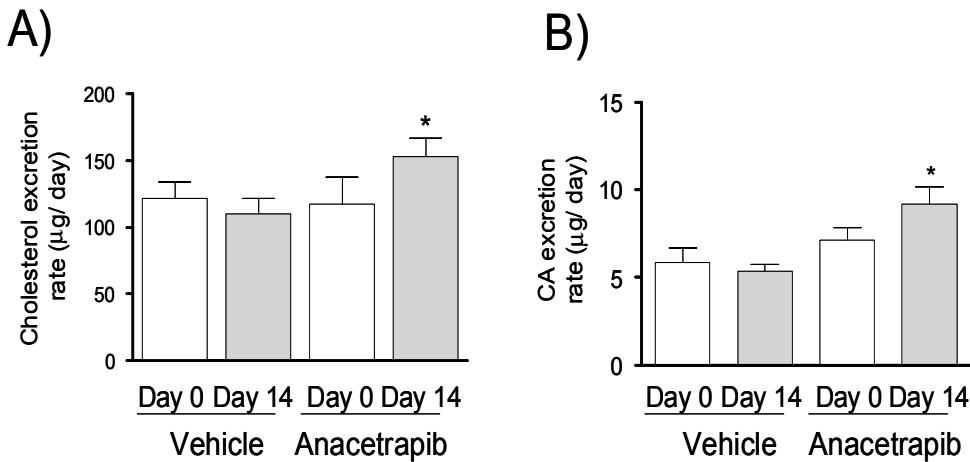 A)
Cholesterol excretion
rate (μg/ day)
200
150
100
50
0
*
Day 0 Day 14 Day 0 Day 14
Vehicle Anacetrapib
B)
CA excretion
rate (μg/ day)
15
10
5
0
*
Day 0 Day 14 Day 0 Day 14
Vehicle Anacetrapib